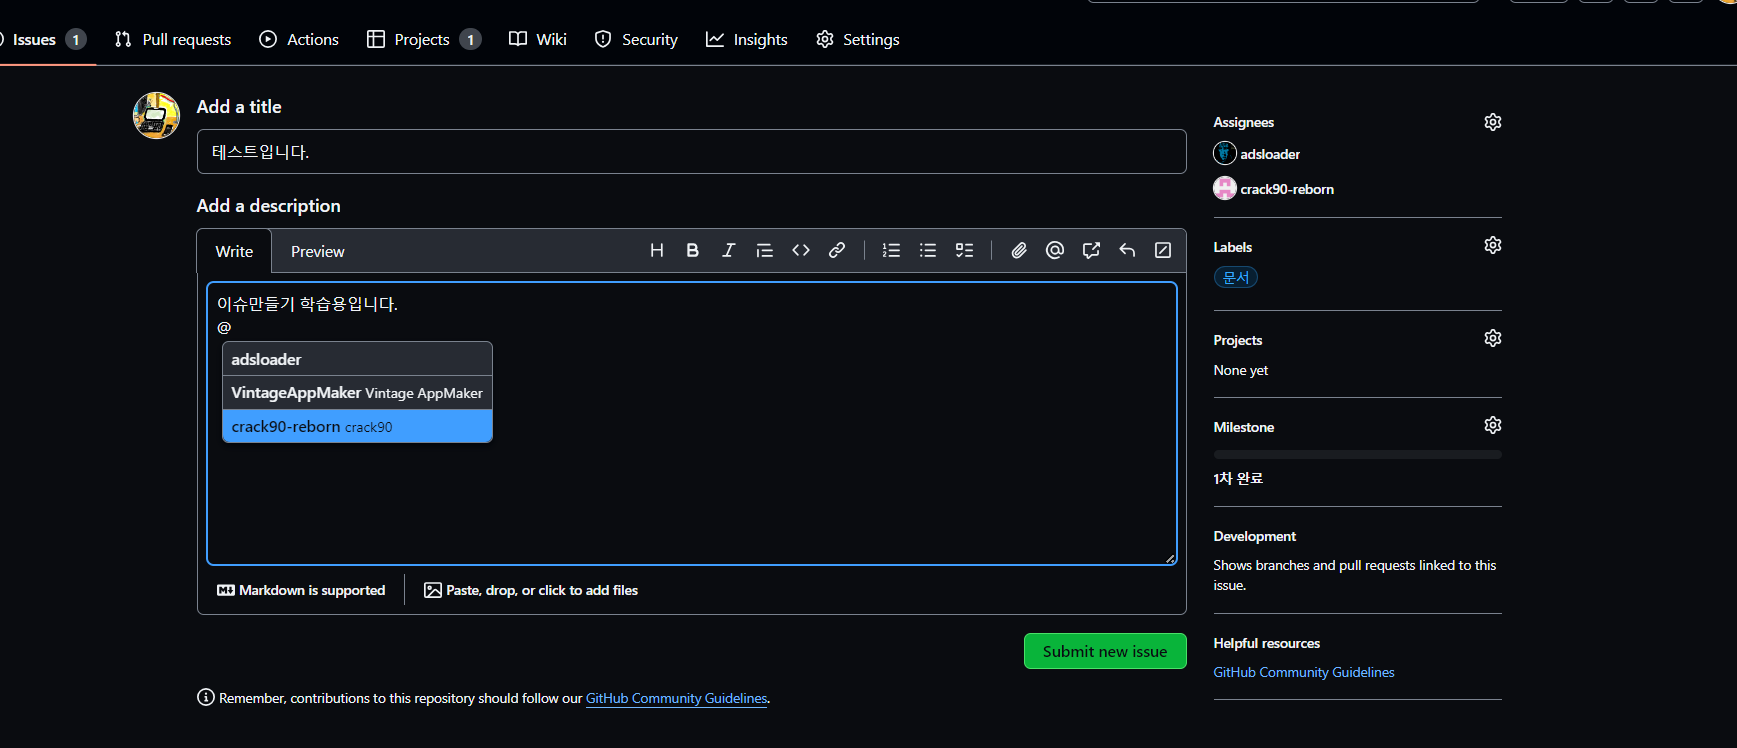 Issues 1 Pull requests Actions Projects 1 Wiki Security Insights Settings
Add a title
테스트입니다.
Add a description
Write Preview
이슈만들기 학습용입니다.
@
adsloader
VintageAppMaker Vintage AppMaker
crack90-reborn crack90
Markdown is supported Paste, drop, or click to add files
Submit new issue
Remember, contributions to this repository should follow our GitHub Community Guidelines.
Assignees
adsloader
crack90-reborn
Labels
문서
Projects
None yet
Milestone
1차 완료
Development
Shows branches and pull requests linked to this
issue.
Helpful resources
GitHub Community Guidelines